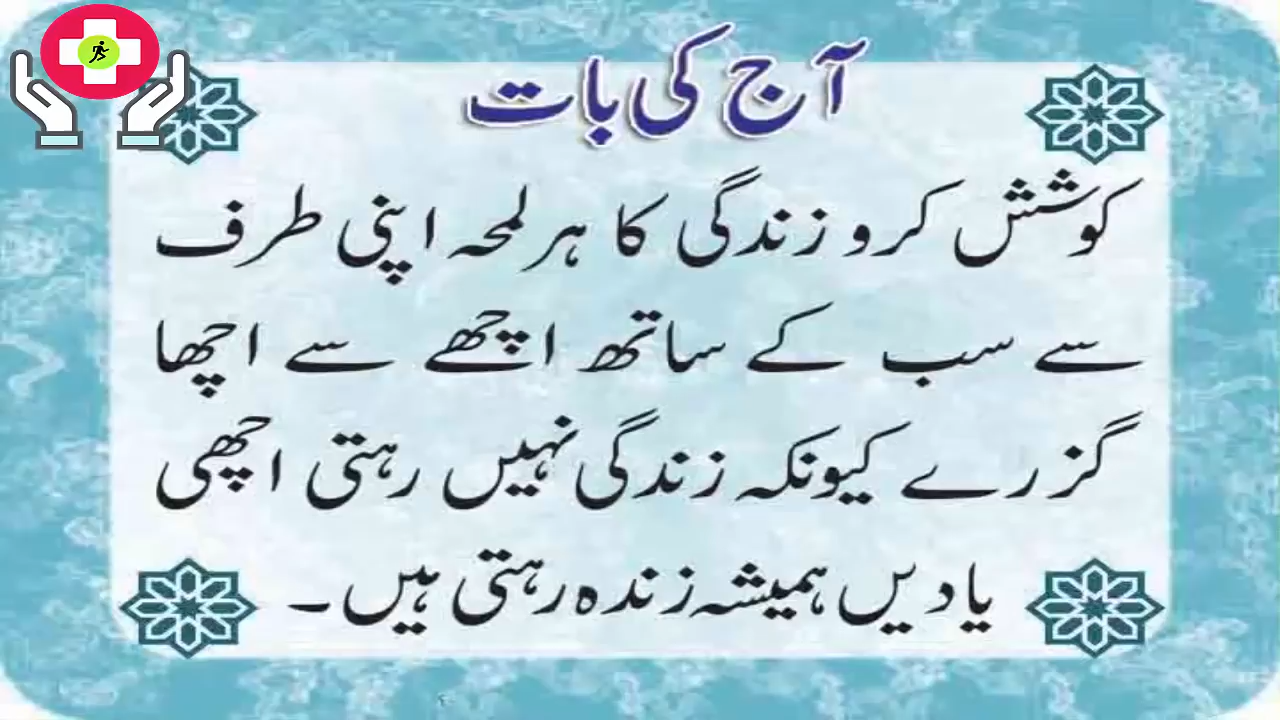 آج کی بات
کوشش کرو زندگی کا ہر لمحہ اپنی طرف
سے سب کے ساتھ اچھے سے اچھا
گزرے کیونکہ زندگی نہیں رہتی اچھی
یادیں ہمیشہ زندہ رہتی ہیں۔